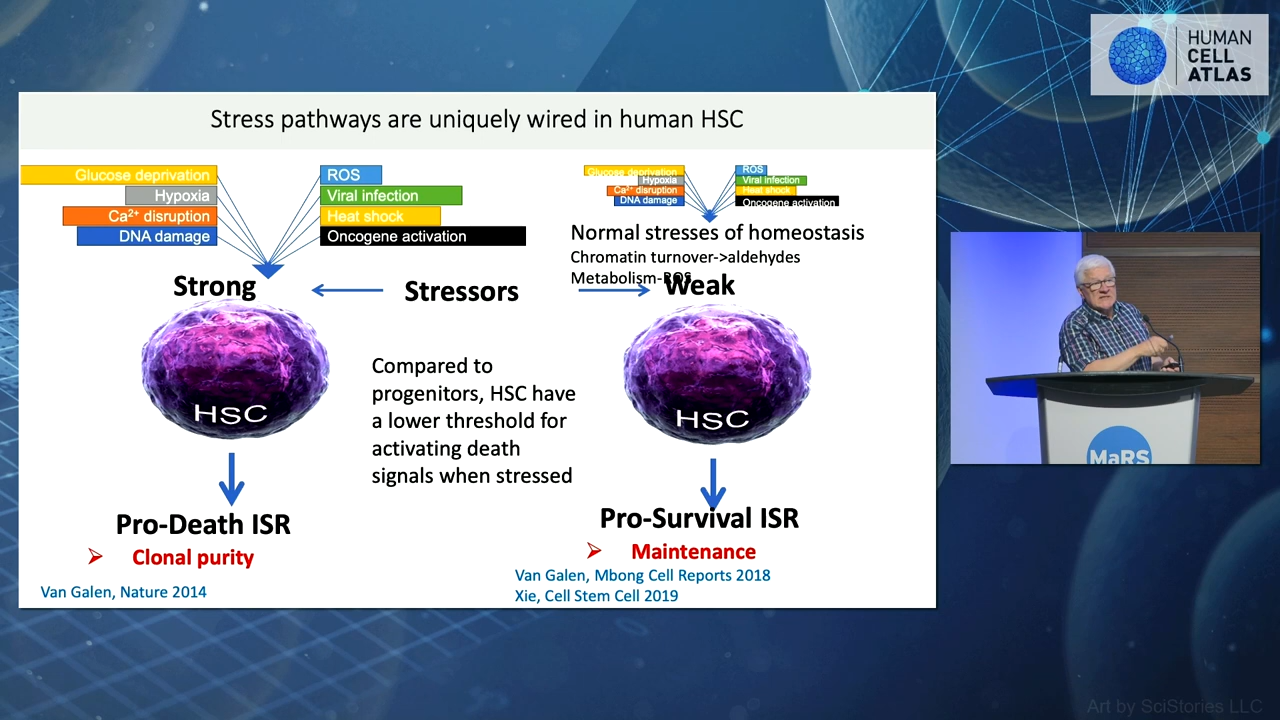 HUMAN
CELL
ATLAS
Stress pathways are uniquely wired in human HSC
Glucose deprivation
Hypoxia
Ca2+ disruption
DNA damage
ROS
Viral infection
Heat shock
Oncogene activation
Glucose deprivation
Hypoxia
Ca2+ disruption
DNA damage
ROS
Viral Infection
Heat shock
Oncogene activation
Normal stresses of homeostasis
Chromatin turnover->aldehydes
Metabolism-ROS
Strong
Stressors
Weak
HSC
Compared to
progenitors, HSC have
a lower threshold for
activating death
signals when stressed
HSC
Pro-Death ISR
Clonal purity
Van Galen, Nature 2014
Pro-Survival ISR
Maintenance
Van Galen, Mbong Cell Reports 2018
Xie, Cell Stem Cell 2019
MaRS
Art by SciStories LLC